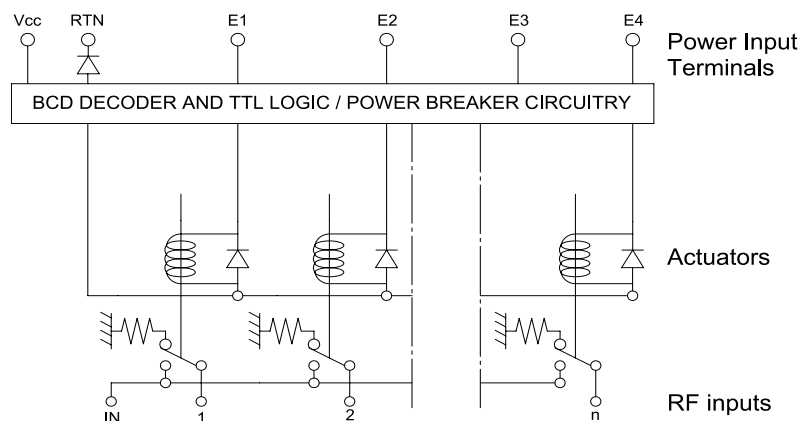 Vcc RTN E1 E2 E3 E4
Power Input
Terminals
BCD DECODER AND TTL LOGIC / POWER BREAKER CIRCUITRY
Actuators
IN 1 2 n
RF inputs